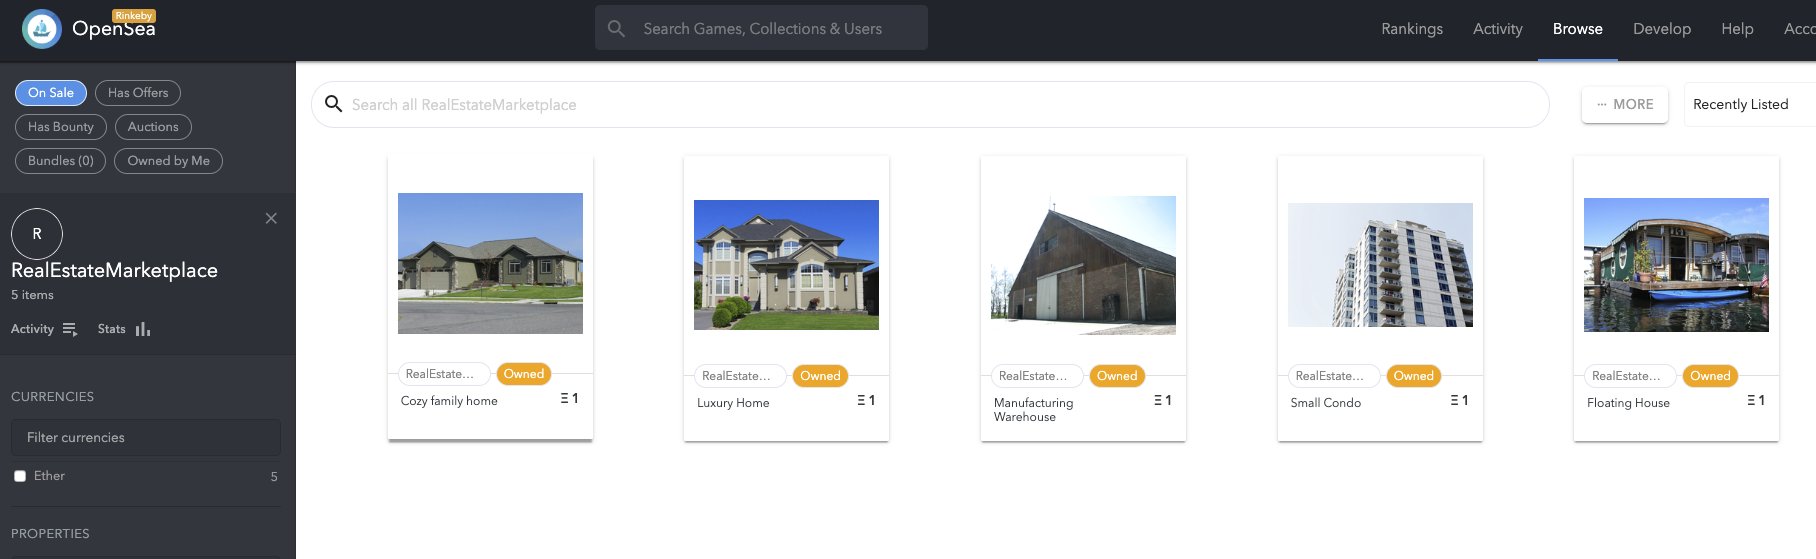 Rinkeby
OpenSea
Search Games, Collections & Users
Rankings
Activity
Browse
Develop
Help
Acco
On Sale
Has Offers
Has Bounty
Auctions
Bundles (0)
Owned by Me
R
RealEstateMarketplace
5 items
Activity
Stats
CURRENCIES
Filter currencies
Ether
5
PROPERTIES
Search all RealEstateMarketplace
··· MORE
Recently Listed
RealEstate...
Owned
Cozy family home
Ξ 1
RealEstate...
Owned
Luxury Home
Ξ 1
RealEstate...
Owned
Manufacturing
Warehouse
Ξ 1
RealEstate...
Owned
Small Condo
Ξ 1
RealEstate...
Owned
Floating House
Ξ 1